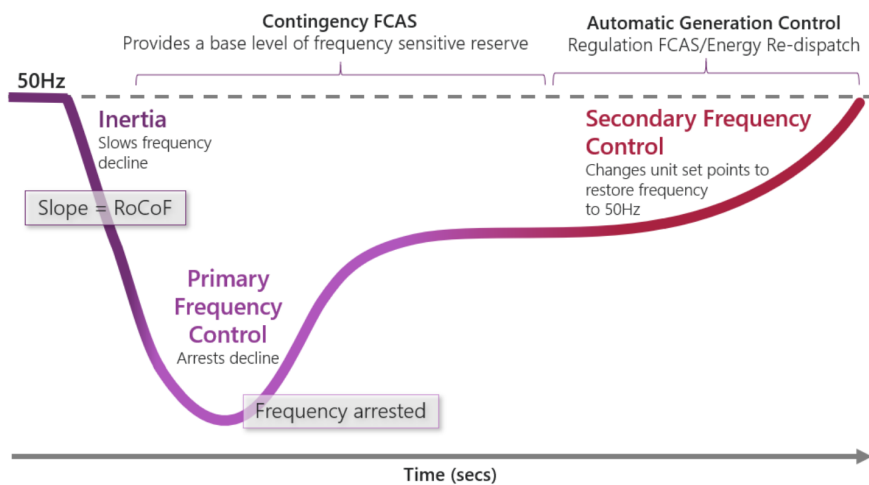 Contingency FCAS
Provides a base level of frequency sensitive reserve
Automatic Generation Control
Regulation FCAS/Energy Re-dispatch
50Hz
Inertia
Slows frequency
decline
Slope = RoCoF
Secondary Frequency
Control
Changes unit set points to
restore frequency
to 50Hz
Primary
Frequency
Control
Arrests decline
Frequency arrested
Time (secs)